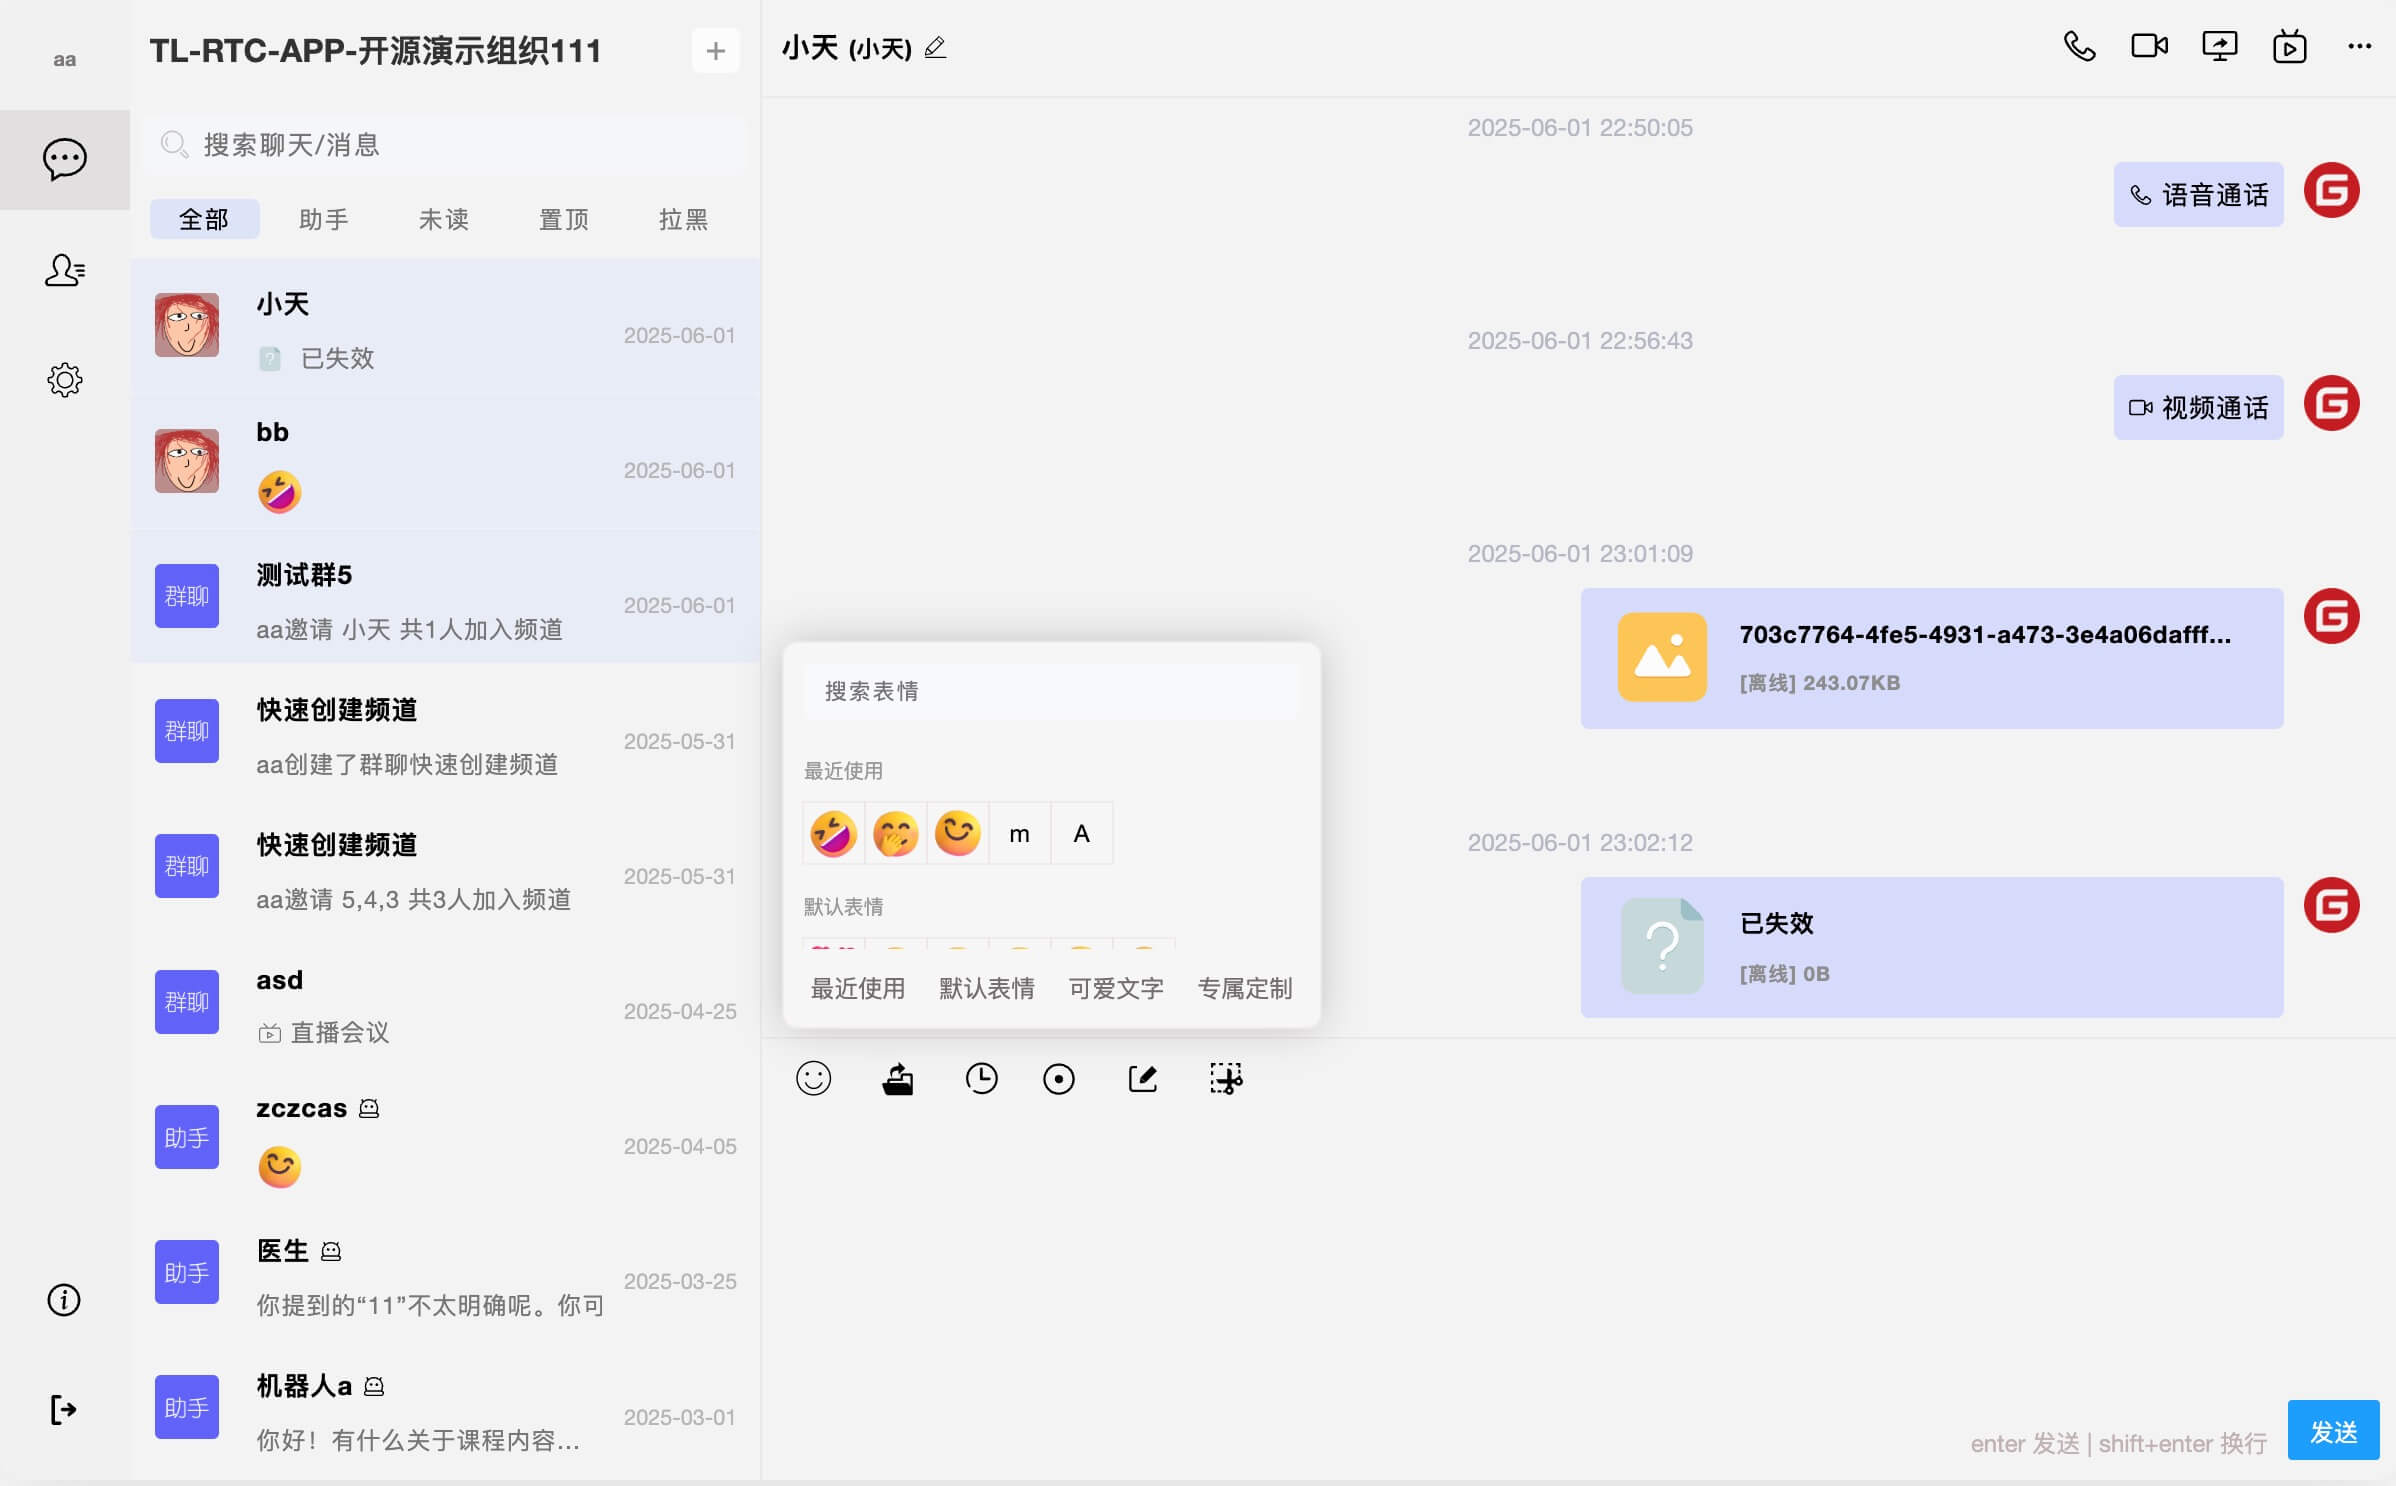 aa
TL-RTC-APP-开源演示组织111
搜索聊天/消息
全部
助手
未读
置顶
拉黑
小天
已失效
2025-06-01
bb
2025-06-01
群聊
测试群5
aa邀请 小天 共1人加入频道
2025-06-01
群聊
快速创建频道
aa创建了群聊快速创建频道
2025-05-31
群聊
快速创建频道
aa邀请 5,4,3 共3人加入频道
2025-05-31
群聊
asd
直播会议
2025-04-25
助手
zczcas
2025-04-05
助手
医生
你提到的“11”不太明确呢。你可
2025-03-25
助手
机器人a
你好！有什么关于课程内容...
2025-03-01
小天 (小天)
2025-06-01 22:50:05
语音通话
2025-06-01 22:56:43
视频通话
2025-06-01 23:01:09
703c7764-4fe5-4931-a473-3e4a06dafff...
[离线] 243.07KB
2025-06-01 23:02:12
已失效
[离线] 0B
搜索表情
最近使用
m
A
默认表情
最近使用
默认表情
可爱文字
专属定制
enter 发送 | shift+enter 换行
发送